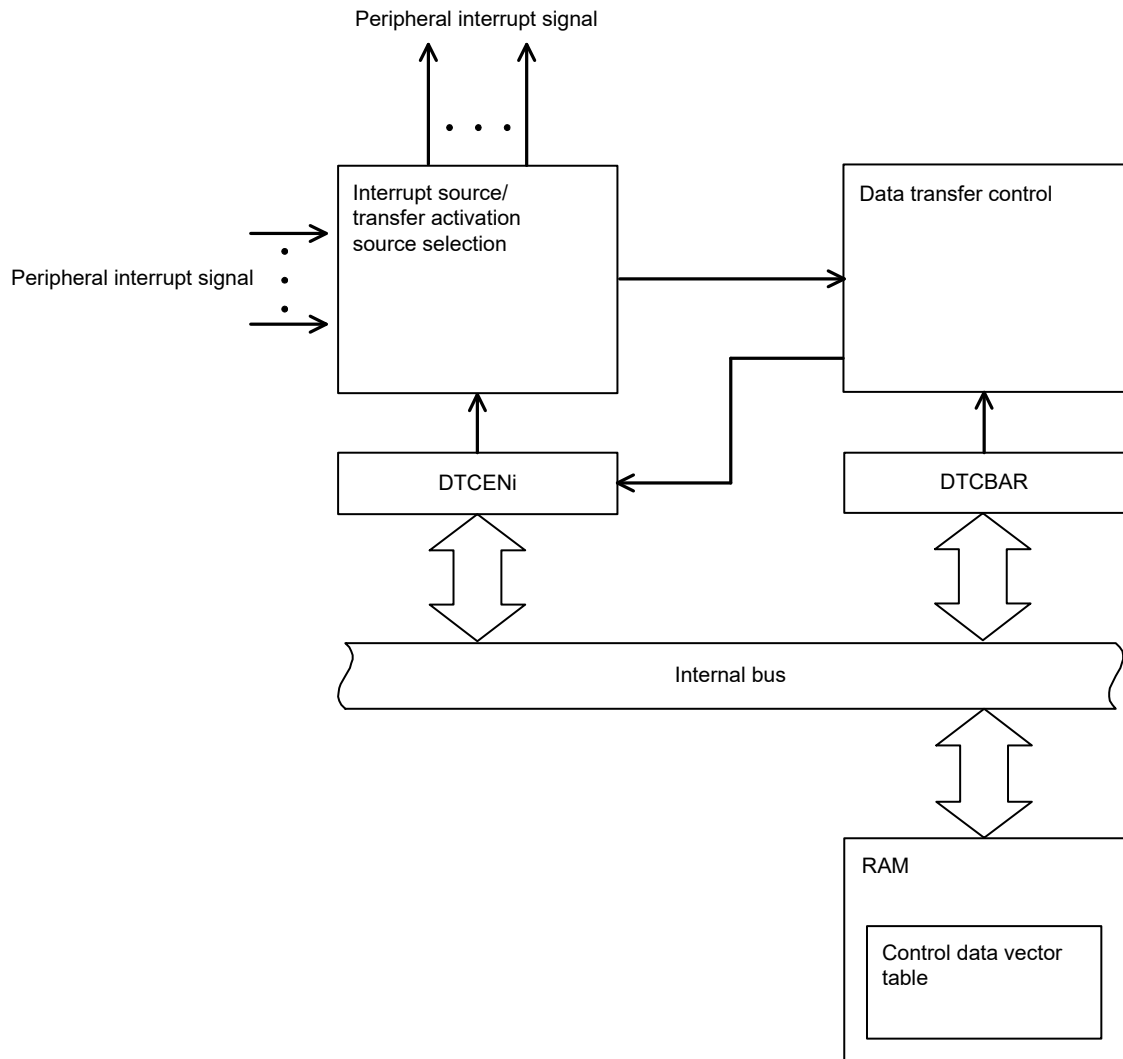 Peripheral interrupt signal
Interrupt source/
transfer activation
source selection
Data transfer control
Peripheral interrupt signal
DTCENi
DTCBAR
Internal bus
RAM
Control data vector
table